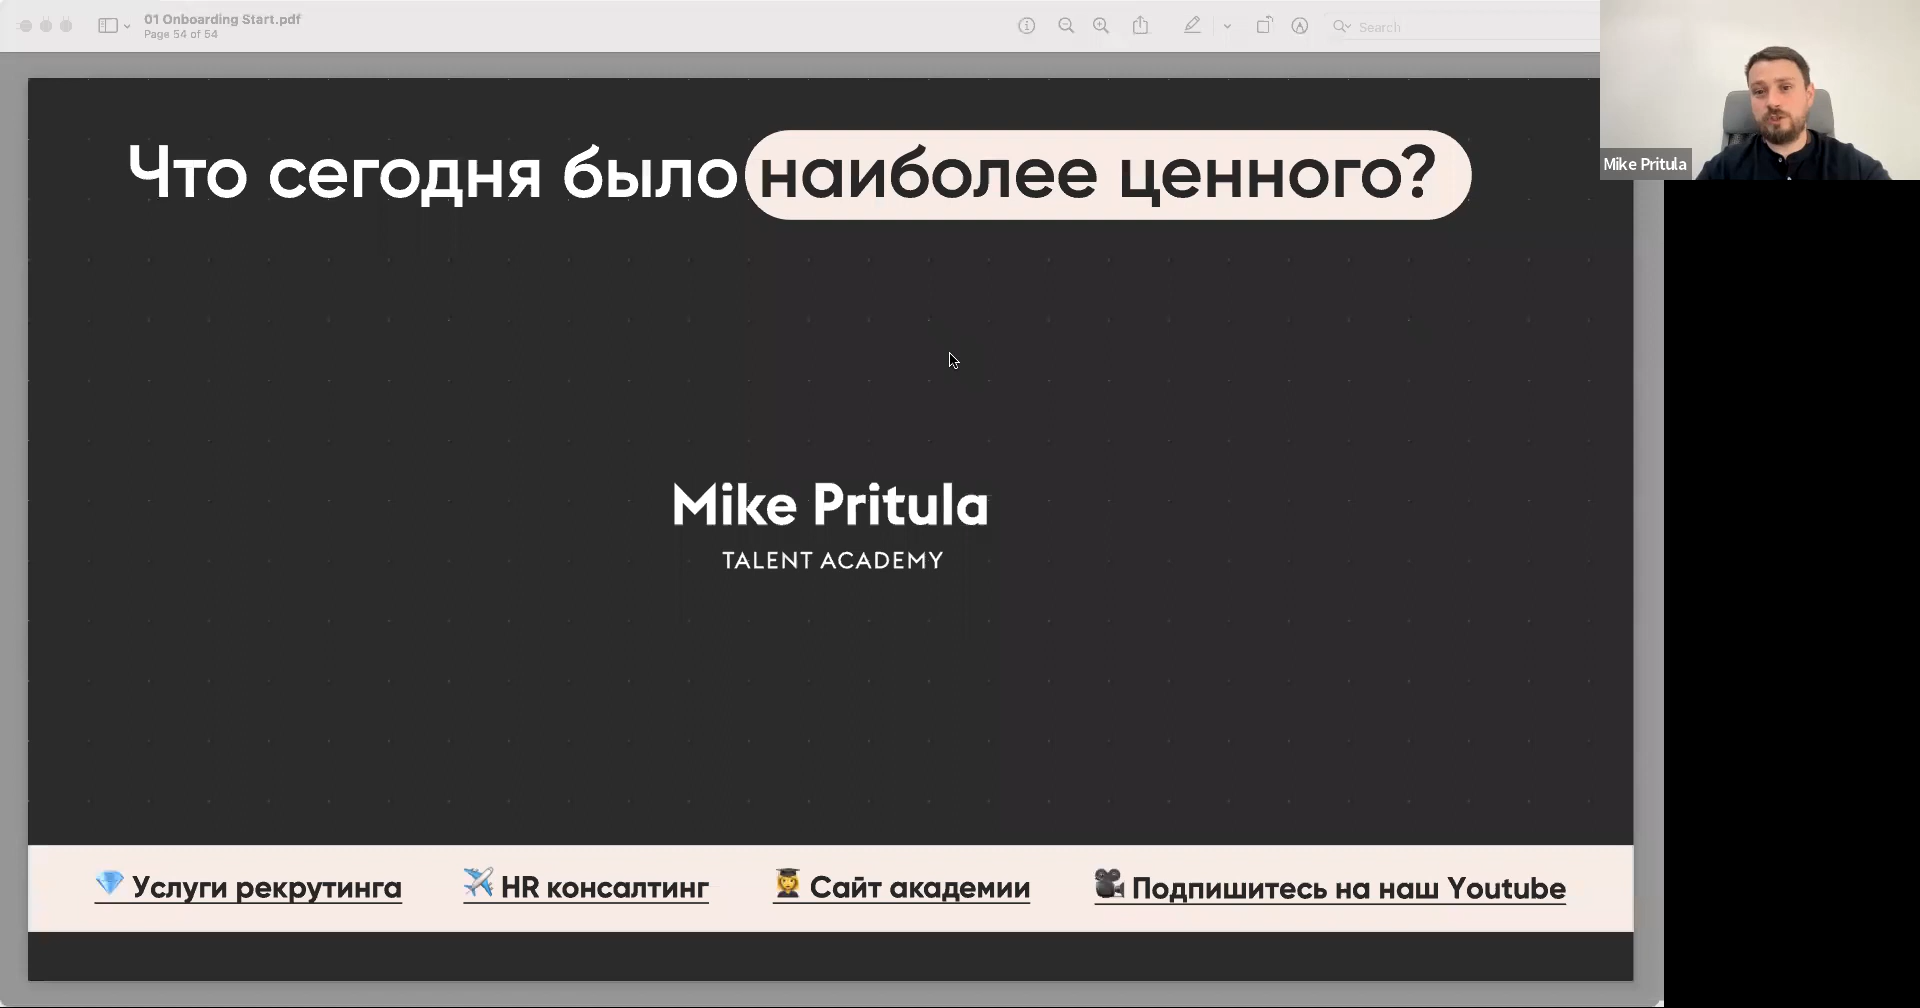 01 Onboarding Start.pdf
Page 54 of 54
Search
Mike Pritula
Что сегодня было наиболее ценного?
Mike Pritula
TALENT ACADEMY
Услуги рекрутинга
HR консалтинг
Сайт академии
Подпишитесь на наш Youtube